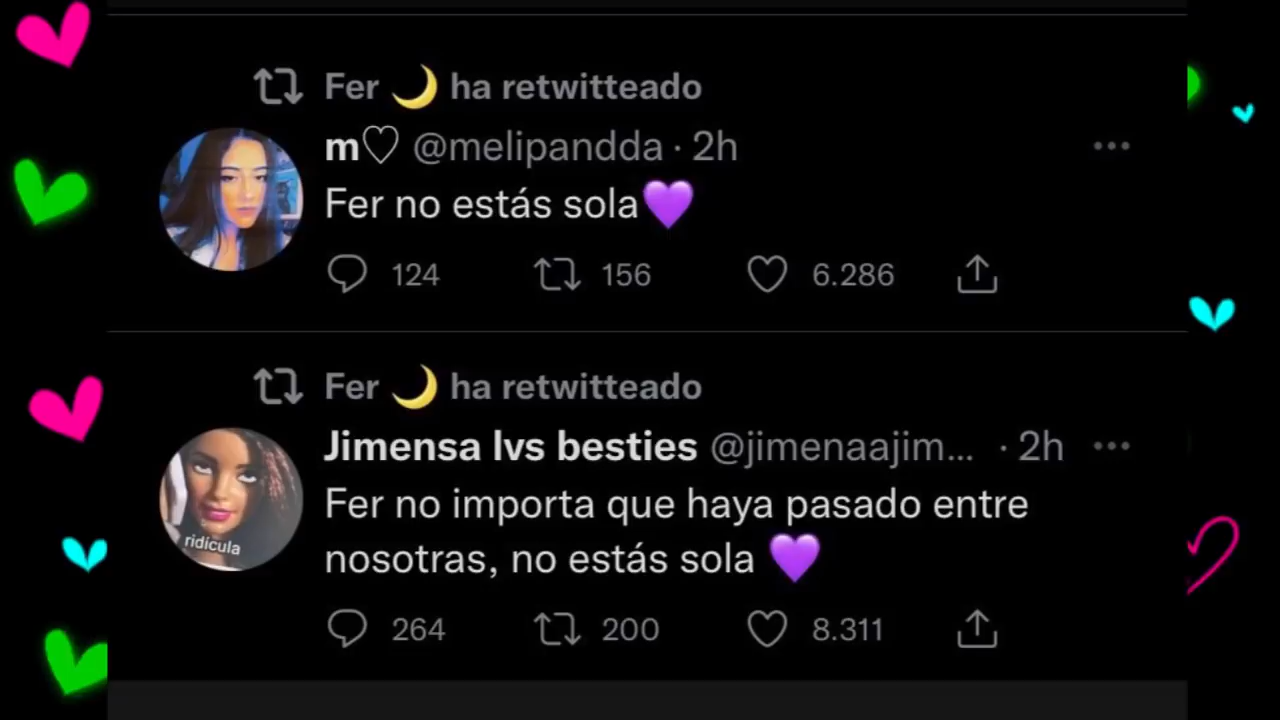 Fer 🌙 ha retwitteado
m♡ @melipandda · 2h
Fer no estás sola💜
124 156 6.286
Fer 🌙 ha retwitteado
Jimensa lvs besties @jimenaajim... · 2h
ridícula
Fer no importa que haya pasado entre
nosotras, no estás sola 💜
264 200 8.311